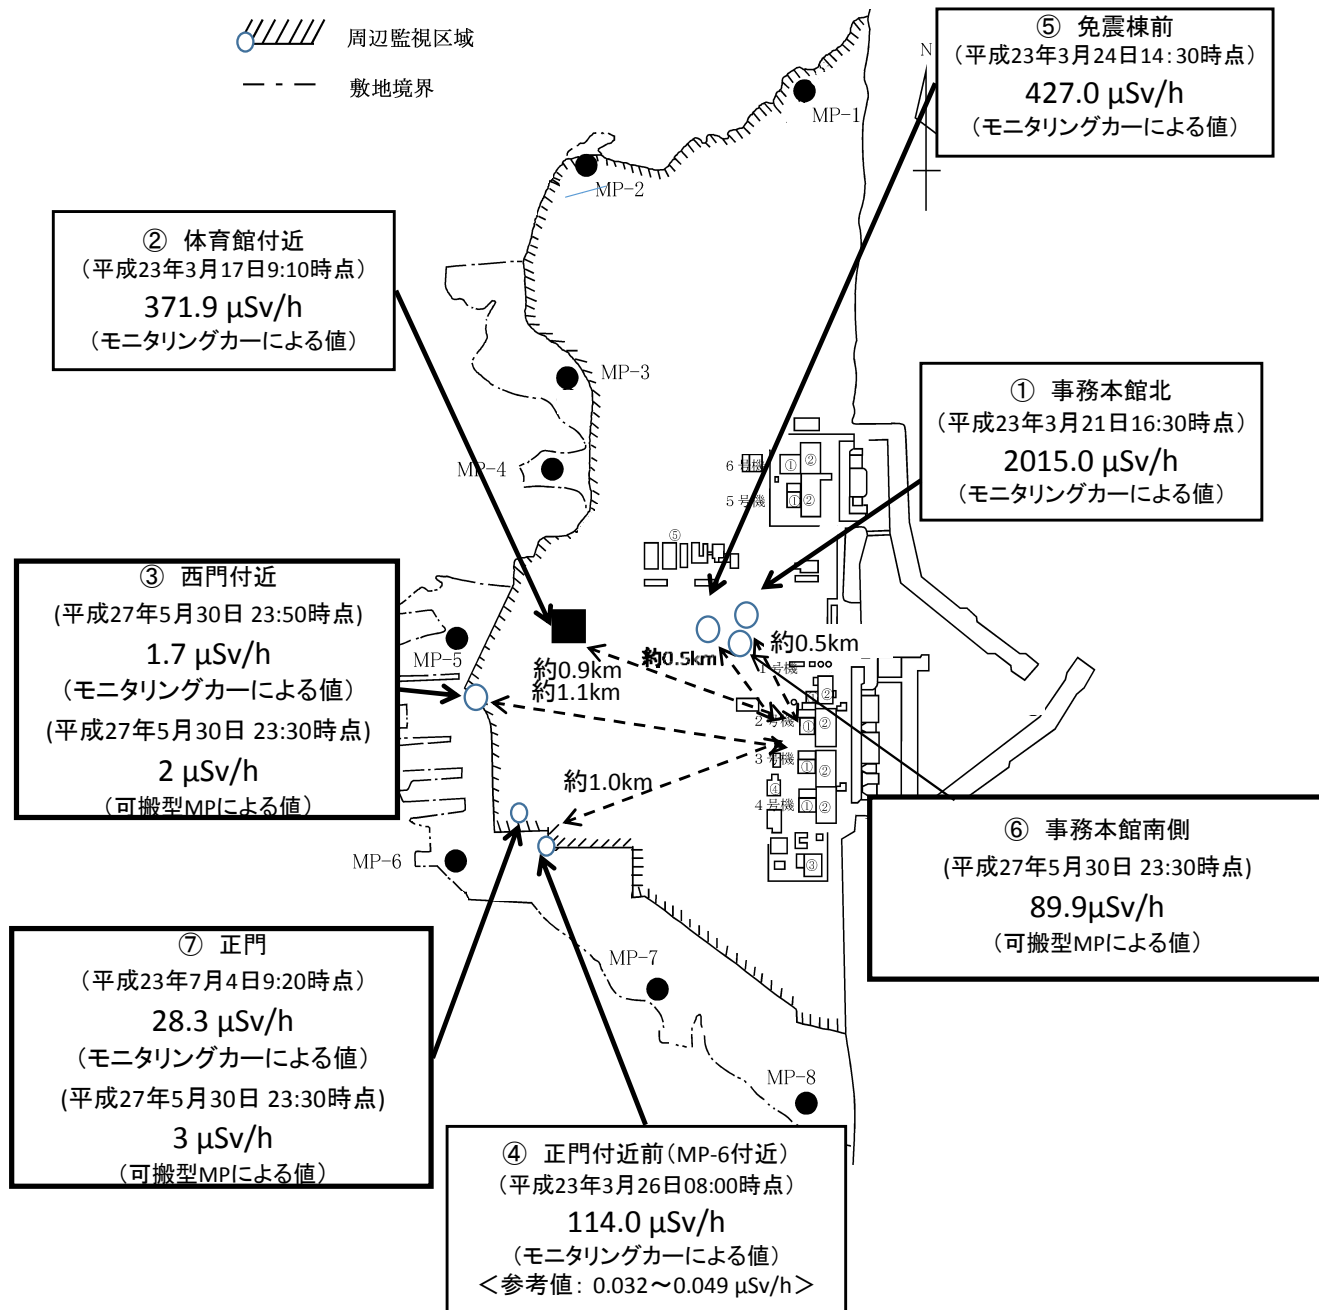 周辺監視区域
敷地境界
⑤ 免震棟前
（平成23年3月24日14:30時点）
427.0 µSv/h
（モニタリングカーによる値）
N
MP-1
MP-2
② 体育館付近
（平成23年3月17日9:10時点）
371.9 µSv/h
（モニタリングカーによる値）
MP-3
① 事務本館北
（平成23年3月21日16:30時点）
2015.0 µSv/h
（モニタリングカーによる値）
MP-4
6号機
①
②
5号機
①
②
⑤
③ 西門付近
(平成27年5月30日 23:50時点)
1.7 µSv/h
（モニタリングカーによる値）
(平成27年5月30日 23:30時点)
2 µSv/h
（可搬型MPによる値）
MP-5
約0.9km
約1.1km
約0.5km
約0.5km
1号機
②
2号機
①
②
3号機
①
②
約1.0km
④
4号機
①
②
③
MP-6
⑥ 事務本館南側
(平成27年5月30日 23:30時点)
89.9µSv/h
（可搬型MPによる値）
⑦ 正門
（平成23年7月4日9:20時点）
28.3 µSv/h
（モニタリングカーによる値）
(平成27年5月30日 23:30時点)
3 µSv/h
（可搬型MPによる値）
MP-7
MP-8
④ 正門付近前（MP-6付近）
（平成23年3月26日08:00時点）
114.0 µSv/h
（モニタリングカーによる値）
＜参考値：0.032～0.049 µSv/h＞